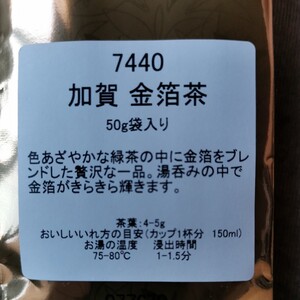 7440
加賀 金箔茶
50g袋入り
色あざやかな緑茶の中に金箔をブレ
ンドした贅沢な一品。湯呑みの中で
金箔がきらきら輝きます。
茶葉:4-5g
おいしいいれ方の目安(カップ1杯分 150ml)
お湯の温度 浸出時間
75-80℃ 1-1.5分